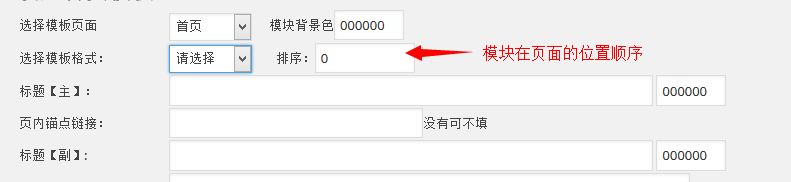 选择模板页面 首页 模块背景色 000000
选择模板格式： 请选择 排序： 0 模块在页面的位置顺序
标题【主】： 000000
页内锚点链接： 没有可不填
标题【副】： 000000